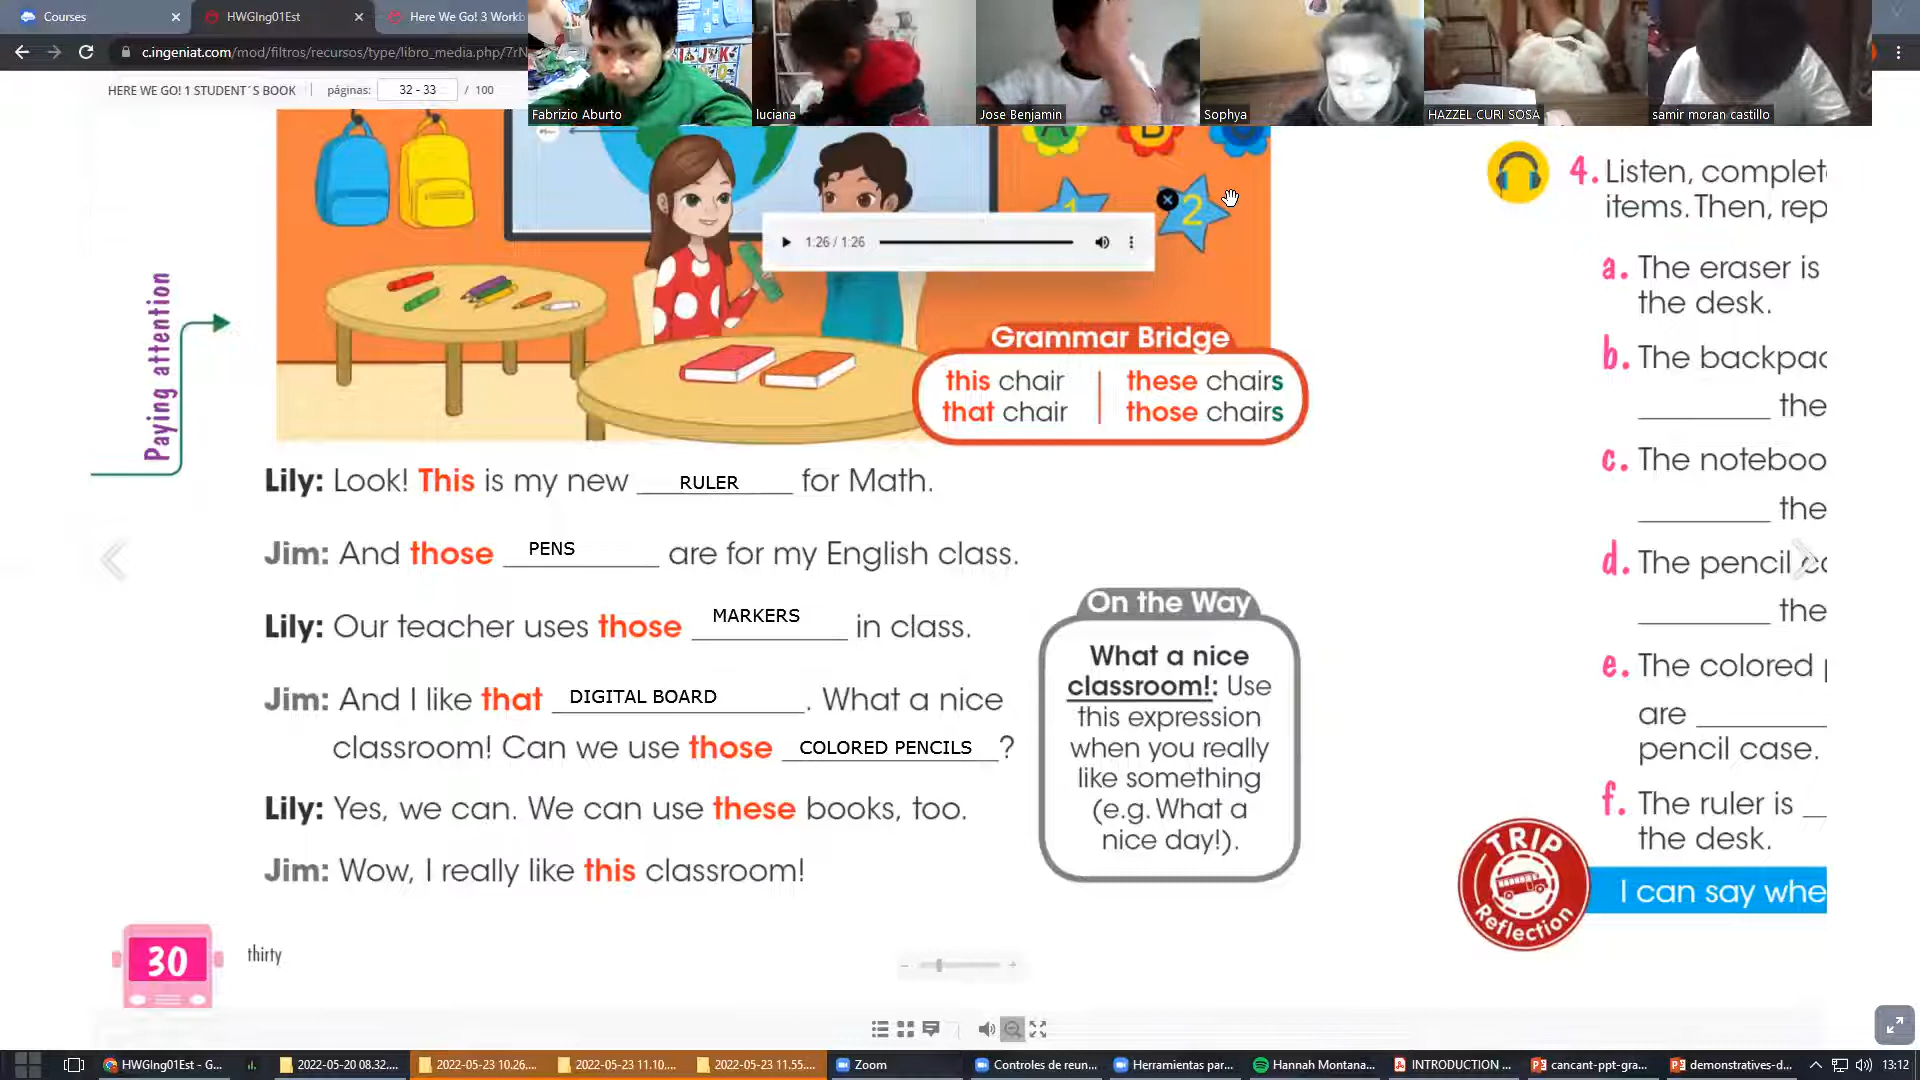 Courses
HWGIng01Est
Here We Go! 3 Workb
c.ingeniat.com/mod/filtros/recursos/type/libro_media.php/7rN
HERE WE GO! 1 STUDENT´S BOOK
páginas: 32 - 33 / 100
Fabrizio Aburto
luciana
Jose Benjamin
Sophya
HAZZEL CURI SOSA
samir moran castillo
A B
1 2
1:26 / 1:26
Paying attention
Grammar Bridge
this chair these chairs
that chair those chairs
Lily: Look! This is my new RULER for Math.
Jim: And those PENS are for my English class.
Lily: Our teacher uses those MARKERS in class.
Jim: And I like that DIGITAL BOARD. What a nice
classroom! Can we use those COLORED PENCILS?
Lily: Yes, we can. We can use these books, too.
Jim: Wow, I really like this classroom!
On the Way
What a nice
classroom!: Use
this expression
when you really
like something
(e.g. What a
nice day!).
30 thirty
4. Listen, complet
items. Then, rep
a. The eraser is
the desk.
b. The backpac
________ the
c. The noteboo
________ the
d. The pencil c
________ the
e. The colored p
are ________
pencil case.
f. The ruler is __
the desk.
TRIP
Reflection
I can say whe
HWGIng01Est - G...
2022-05-20 08.32....
2022-05-23 10.26....
2022-05-23 11.10....
2022-05-23 11.55....
Zoom
Controles de reun...
Herramientas par...
Hannah Montana...
INTRODUCTION ...
cancant-ppt-gra...
demonstratives-d...
13:12